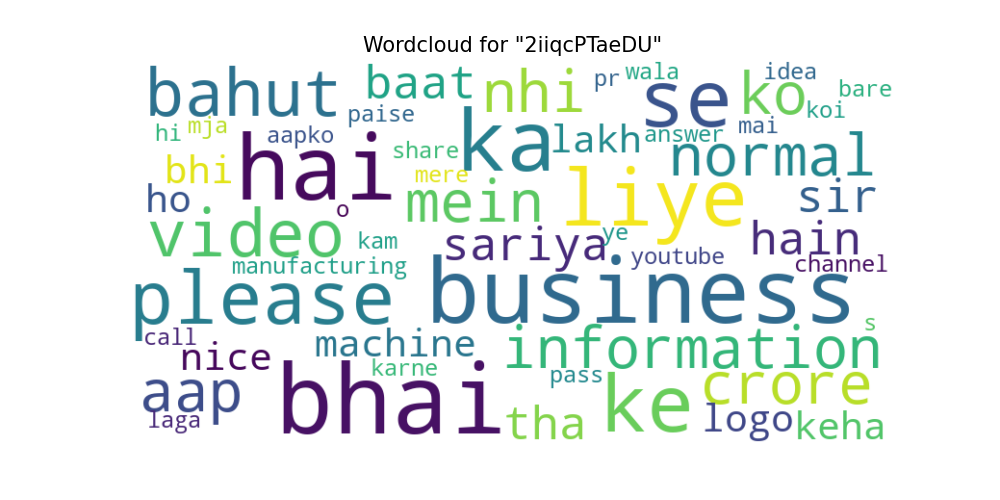 Wordcloud for "2iiqcPTaeDU"
bahut baat nhi pr wala se ko idea bare
paise koi
hi mja aapko share ka lakh answer mai
bhi hai mere normal
ho o mein liye sir
video kam sariya ye hain
manufacturing youtube channel
please business
call nice machine information s
karne pass
aap bhai ke crore
laga tha logo keha